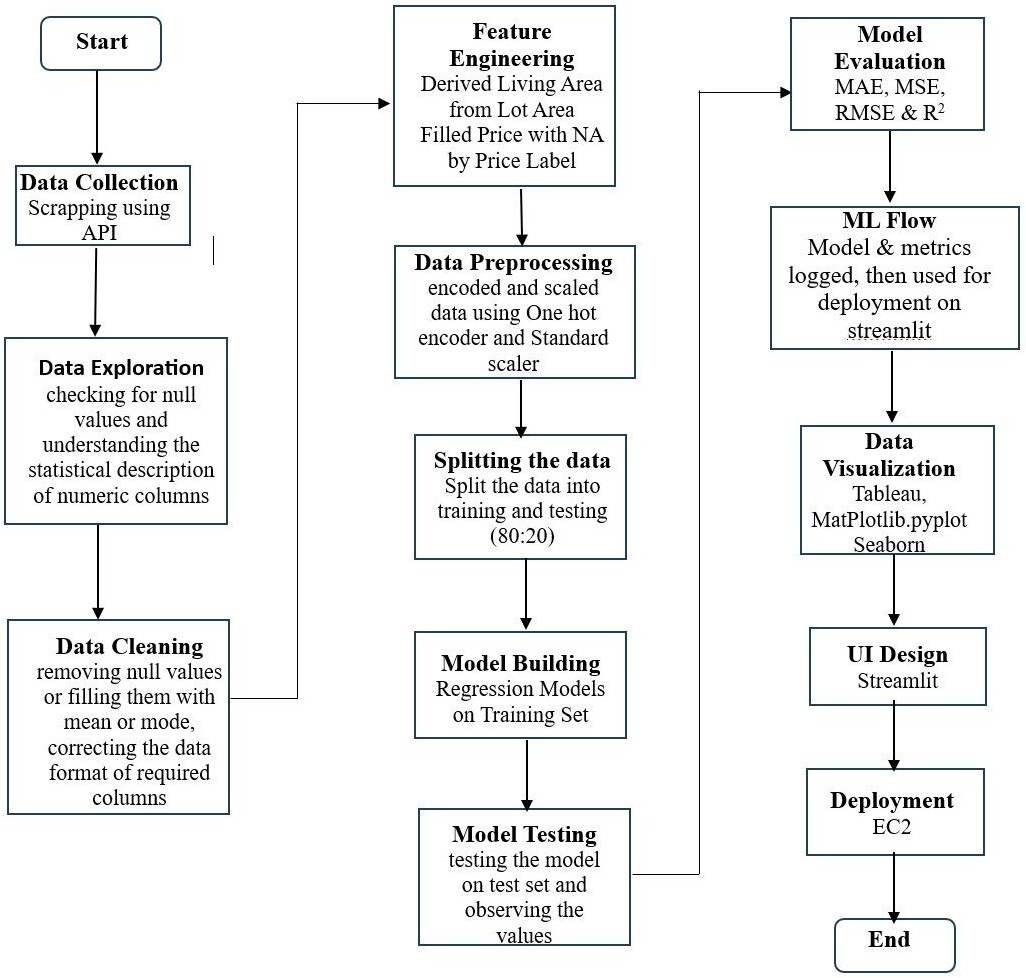 Start
Data Collection
Scrapping using
API
Data Exploration
checking for null
values and
understanding the
statistical description
of numeric columns
Data Cleaning
removing null values
or filling them with
mean or mode,
correcting the data
format of required
columns
Feature
Engineering
Derived Living Area
from Lot Area
Filled Price with NA
by Price Label
Data Preprocessing
encoded and scaled
data using One hot
encoder and Standard
scaler
Splitting the data
Split the data into
training and testing
(80:20)
Model Building
Regression Models
on Training Set
Model Testing
testing the model
on test set and
observing the
values
Model
Evaluation
MAE, MSE,
RMSE & R²
ML Flow
Model & metrics
logged, then used for
deployment on
streamlit
Data
Visualization
Tableau,
MatPlotlib.pyplot
Seaborn
UI Design
Streamlit
Deployment
EC2
End